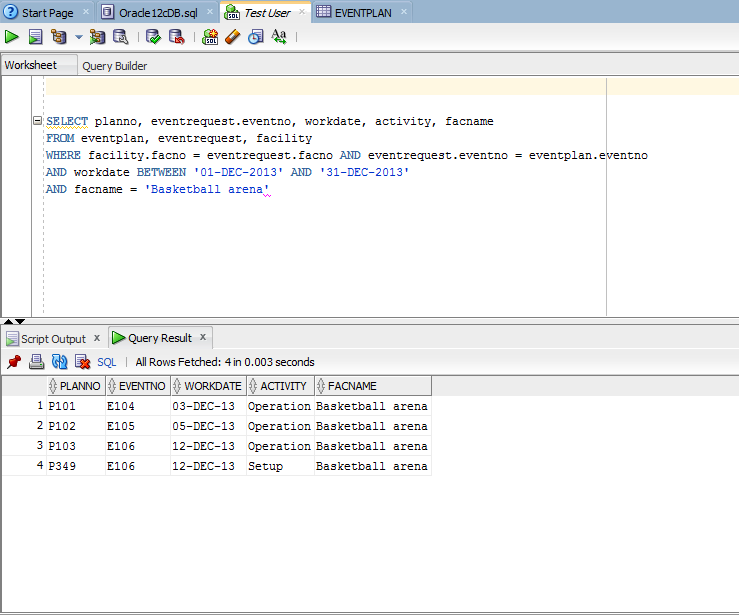 Start Page Oracle12cDB.sql Test User EVENTPLAN
SQL Aa
Worksheet Query Builder
SELECT planno, eventrequest.eventno, workdate, activity, facname
FROM eventplan, eventrequest, facility
WHERE facility.facno = eventrequest.facno AND eventrequest.eventno = eventplan.eventno
AND workdate BETWEEN '01-DEC-2013' AND '31-DEC-2013'
AND facname = 'Basketball arena'
Script Output x Query Result x
SQL All Rows Fetched: 4 in 0.003 seconds
PLANNO EVENTNO WORKDATE ACTIVITY FACNAME
1 P101 E104 03-DEC-13 Operation Basketball arena
2 P102 E105 05-DEC-13 Operation Basketball arena
3 P103 E106 12-DEC-13 Operation Basketball arena
4 P349 E106 12-DEC-13 Setup Basketball arena